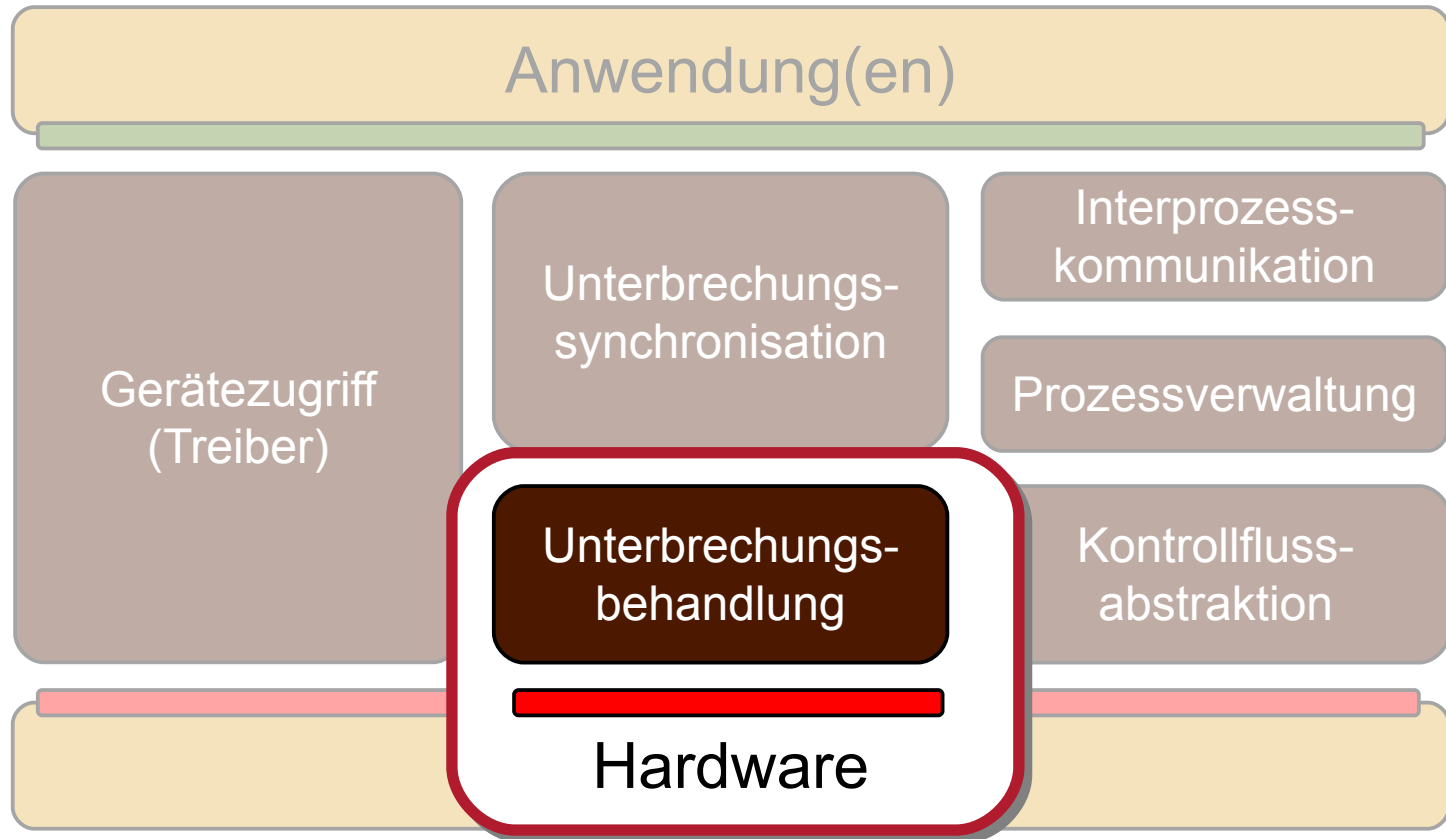 Anwendung(en)
Gerätezugriff
(Treiber)
Unterbrechungs-
synchronisation
Interprozess-
kommunikation
Prozessverwaltung
Unterbrechungs-
behandlung
Kontrollfluss-
abstraktion
Hardware